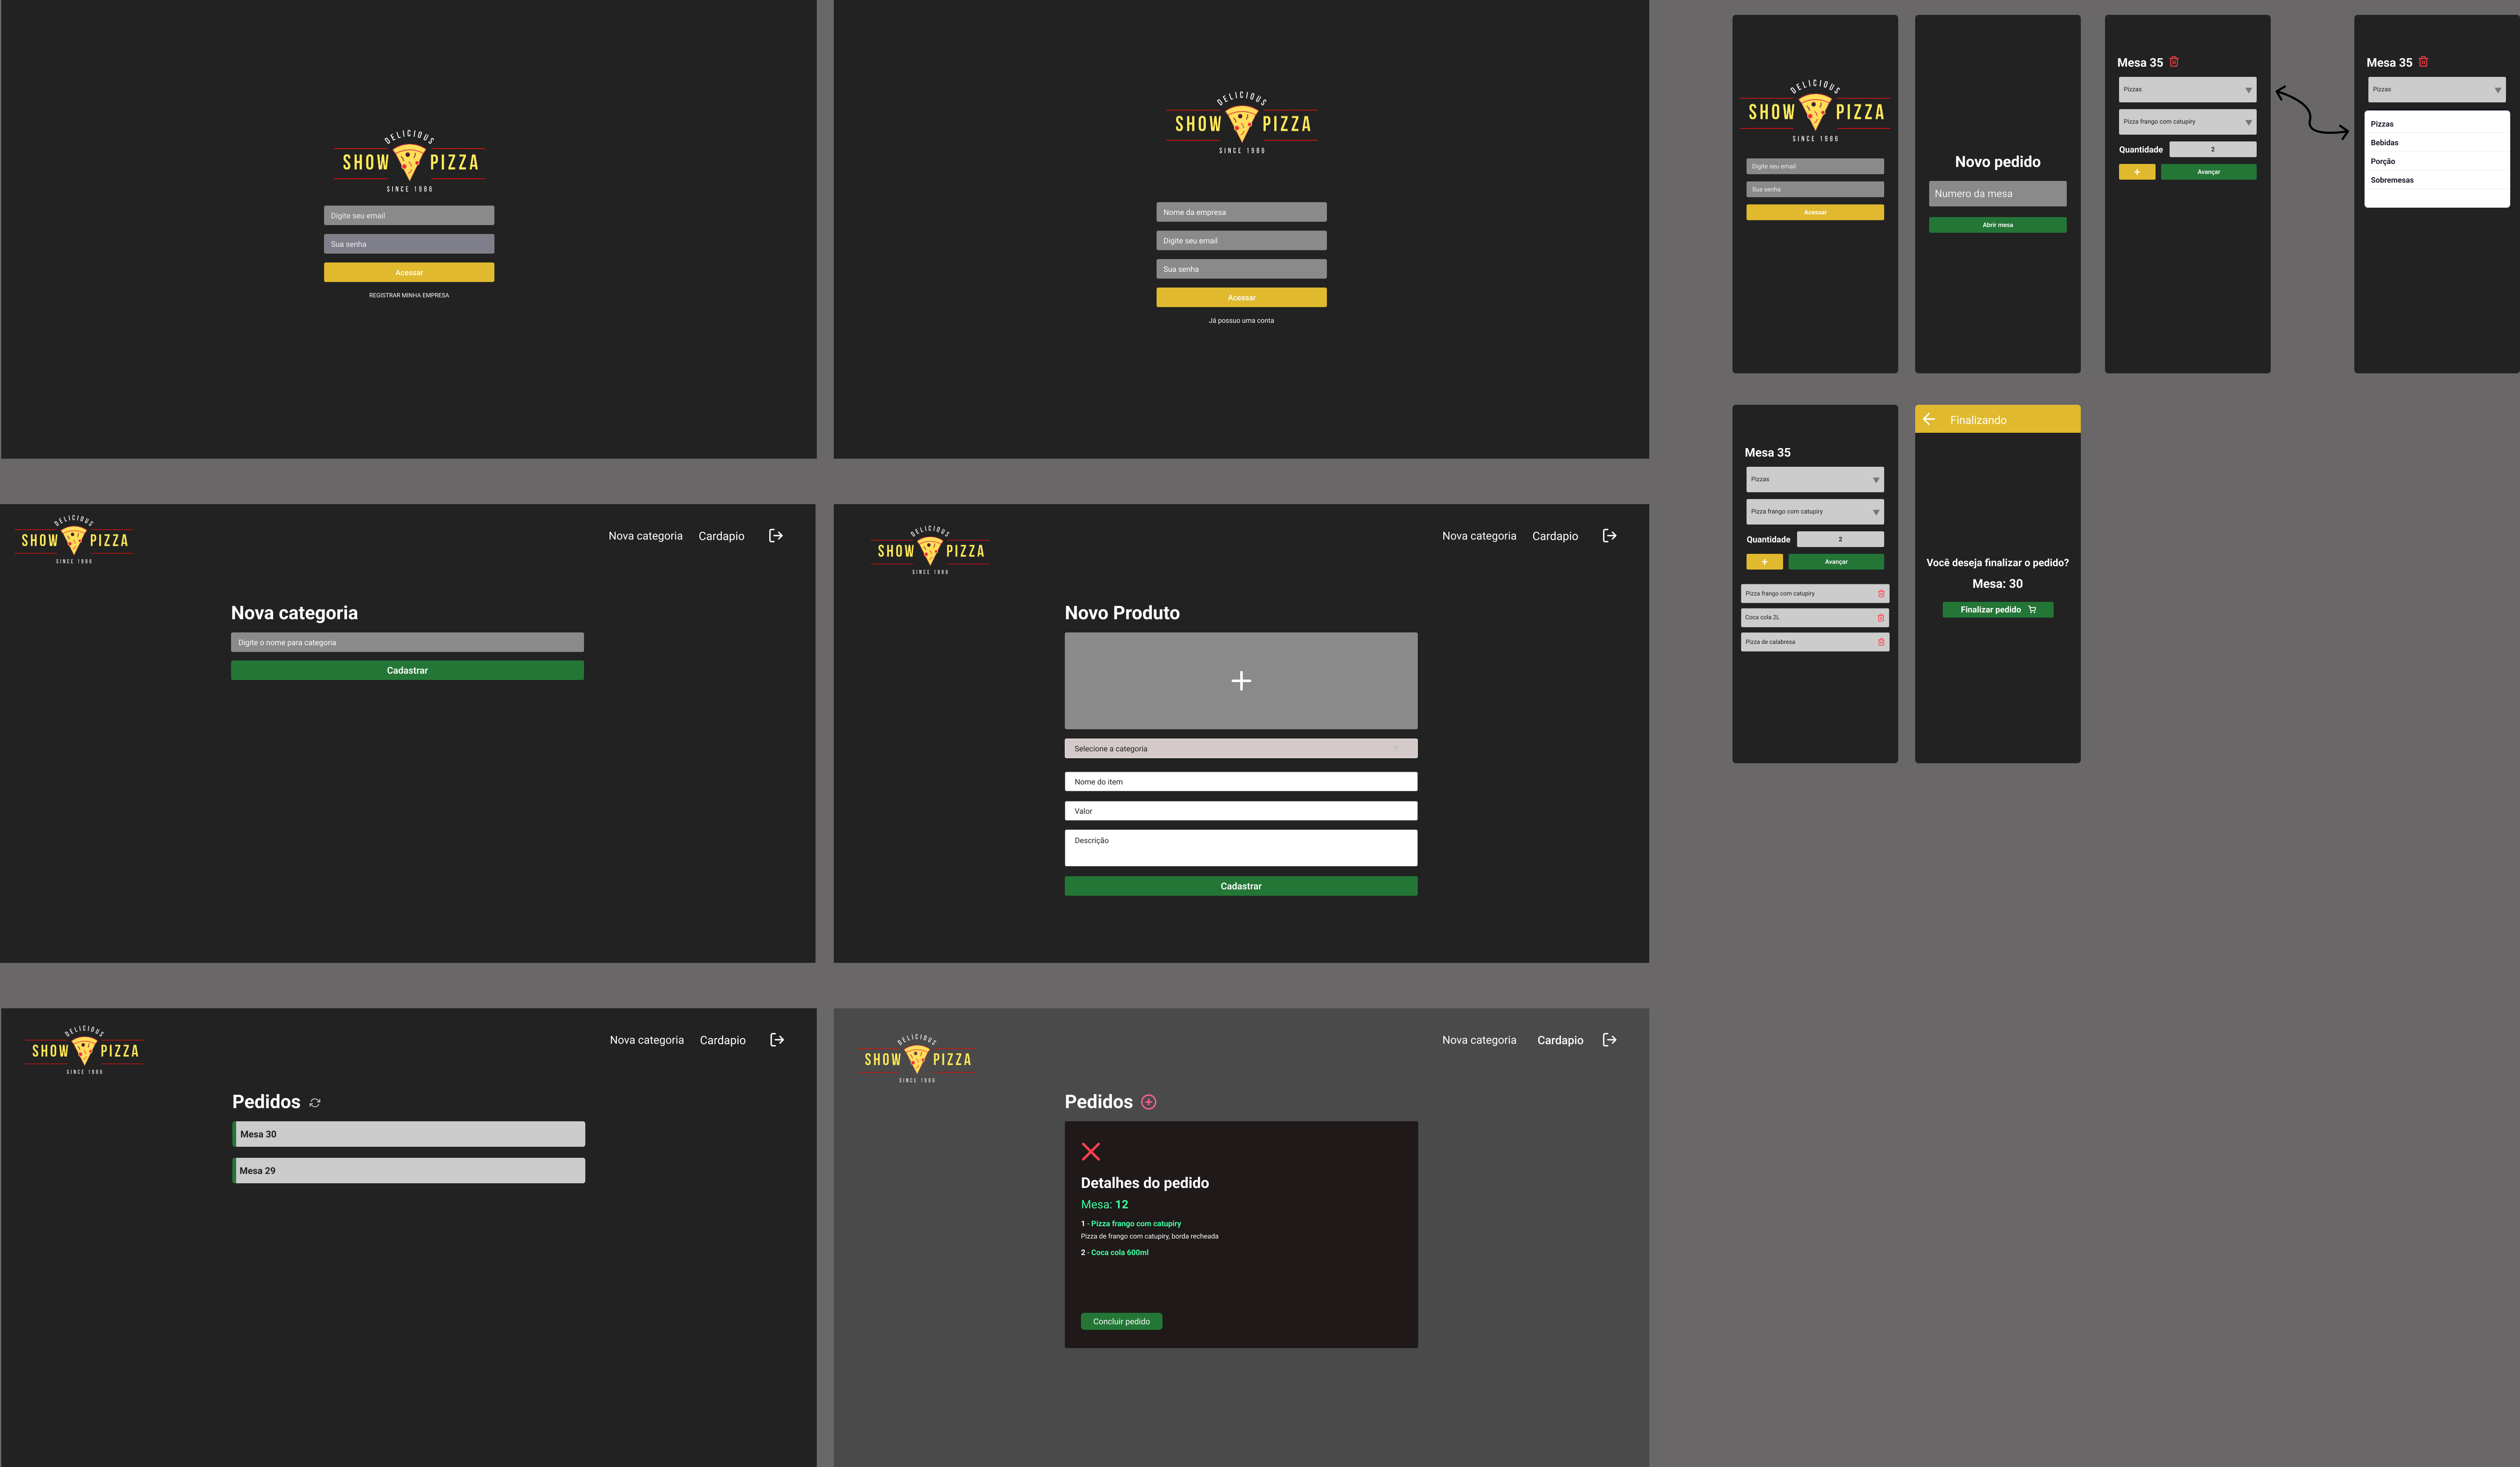 DELICIOUS
SHOW PIZZA
SINCE 1986
Digite seu email
Sua senha
Acessar
REGISTRAR MINHA EMPRESA
DELICIOUS
SHOW PIZZA
SINCE 1986
Nome da empresa
Digite seu email
Sua senha
Acessar
Já possuo uma conta
DELICIOUS
SHOW PIZZA
SINCE 1986
Digite seu email
Sua senha
Acessar
Novo pedido
Numero da mesa
Abrir mesa
Mesa 35
Pizzas
Pizza frango com catupiry
Quantidade 2
+ Avançar
Mesa 35
Pizzas
Pizzas
Bebidas
Porção
Sobremesas
DELICIOUS
SHOW PIZZA
SINCE 1986
Nova categoria Cardapio
Nova categoria
Digite o nome para categoria
Cadastrar
DELICIOUS
SHOW PIZZA
SINCE 1986
Nova categoria Cardapio
Novo Produto
+
Selecione a categoria
Nome do item
Valor
Descrição
Cadastrar
Mesa 35
Pizzas
Pizza frango com catupiry
Quantidade 2
+ Avançar
Pizza frango com catupiry
Coca cola 2L
Pizza de calabresa
Finalizando
Você deseja finalizar o pedido?
Mesa: 30
Finalizar pedido
DELICIOUS
SHOW PIZZA
SINCE 1986
Nova categoria Cardapio
Pedidos
Mesa 30
Mesa 29
DELICIOUS
SHOW PIZZA
SINCE 1986
Nova categoria Cardapio
Pedidos
Detalhes do pedido
Mesa: 12
1 - Pizza frango com catupiry
Pizza de frango com catupiry, borda recheada
2 - Coca cola 600ml
Concluir pedido